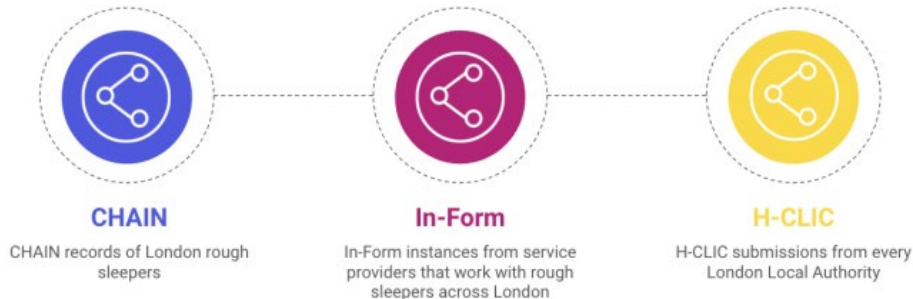 CHAIN
CHAIN records of London rough
sleepers
In-Form
In-Form instances from service
providers that work with rough
sleepers across London
H-CLIC
H-CLIC submissions from every
London Local Authority